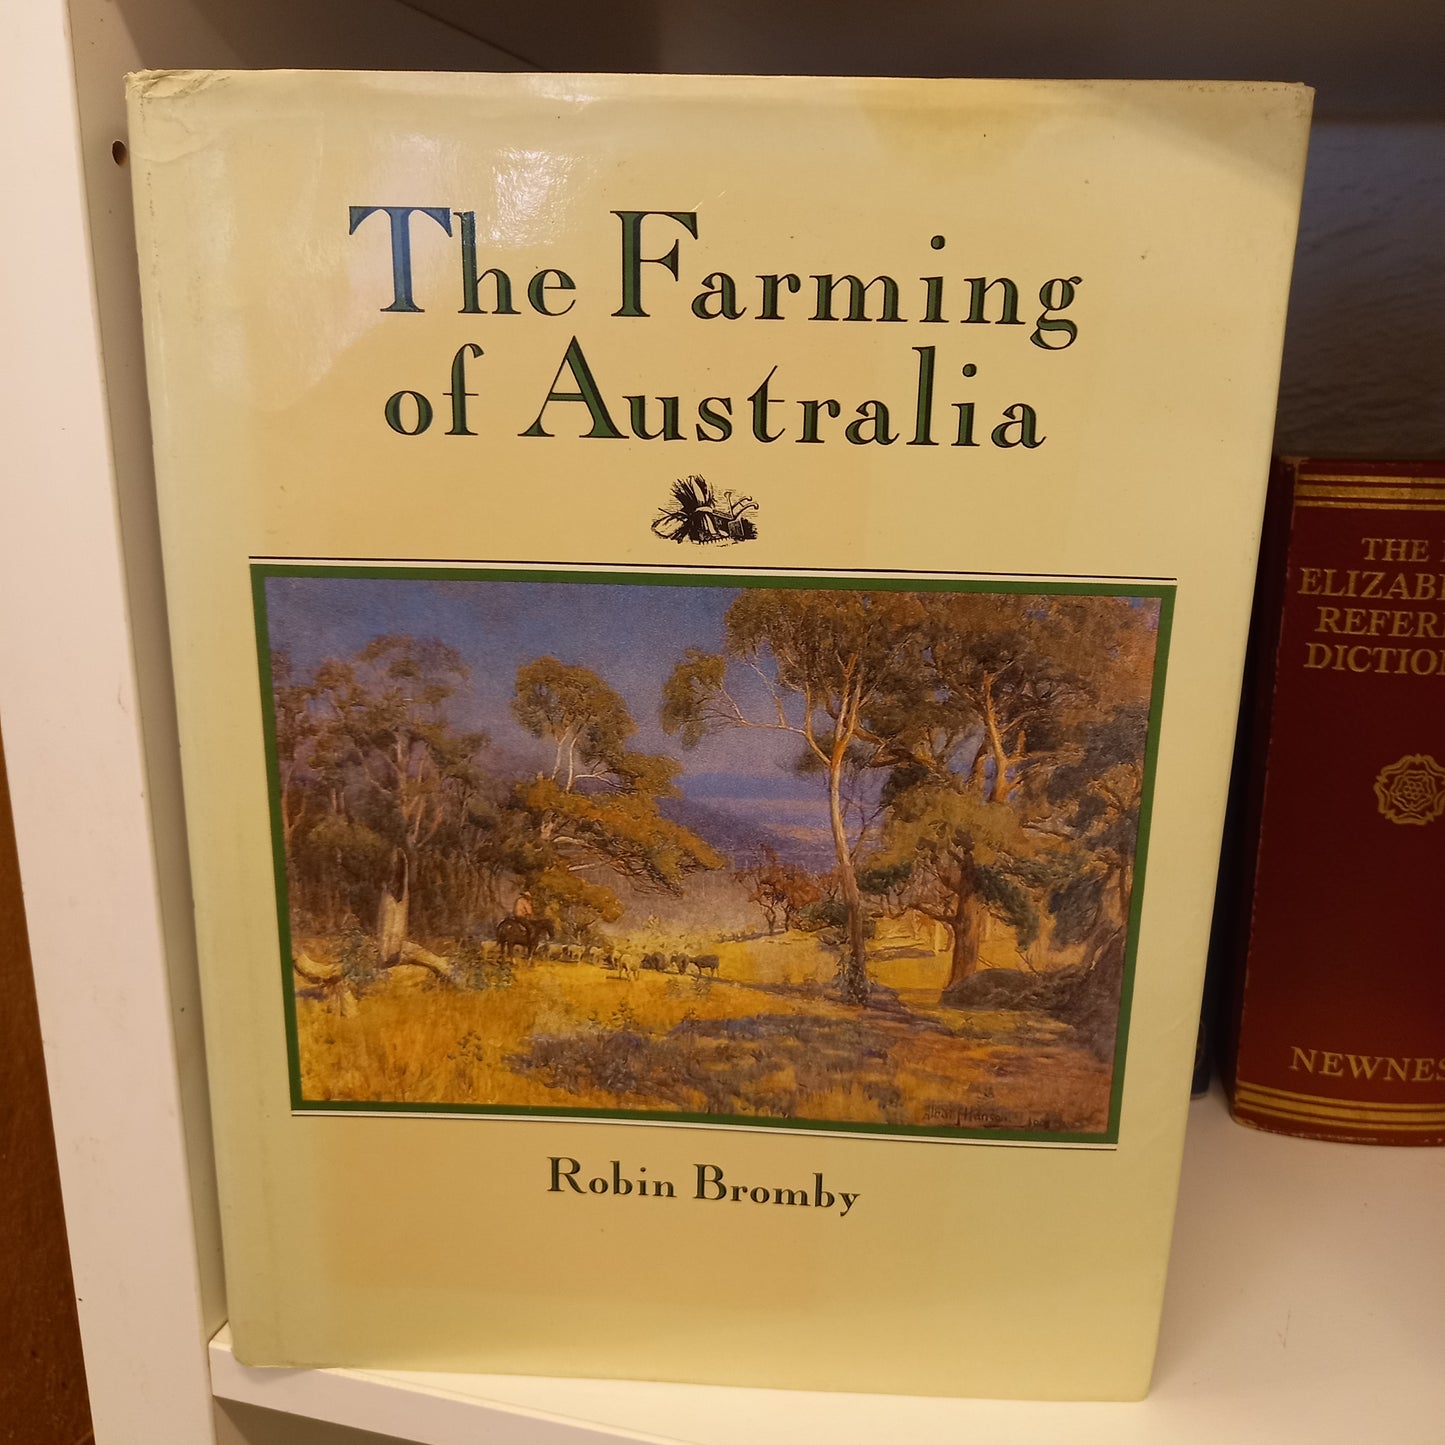 The Farming
of Australia
Robin Bromby
THE
ELIZAB
REFER
DICTIO
NEWNES